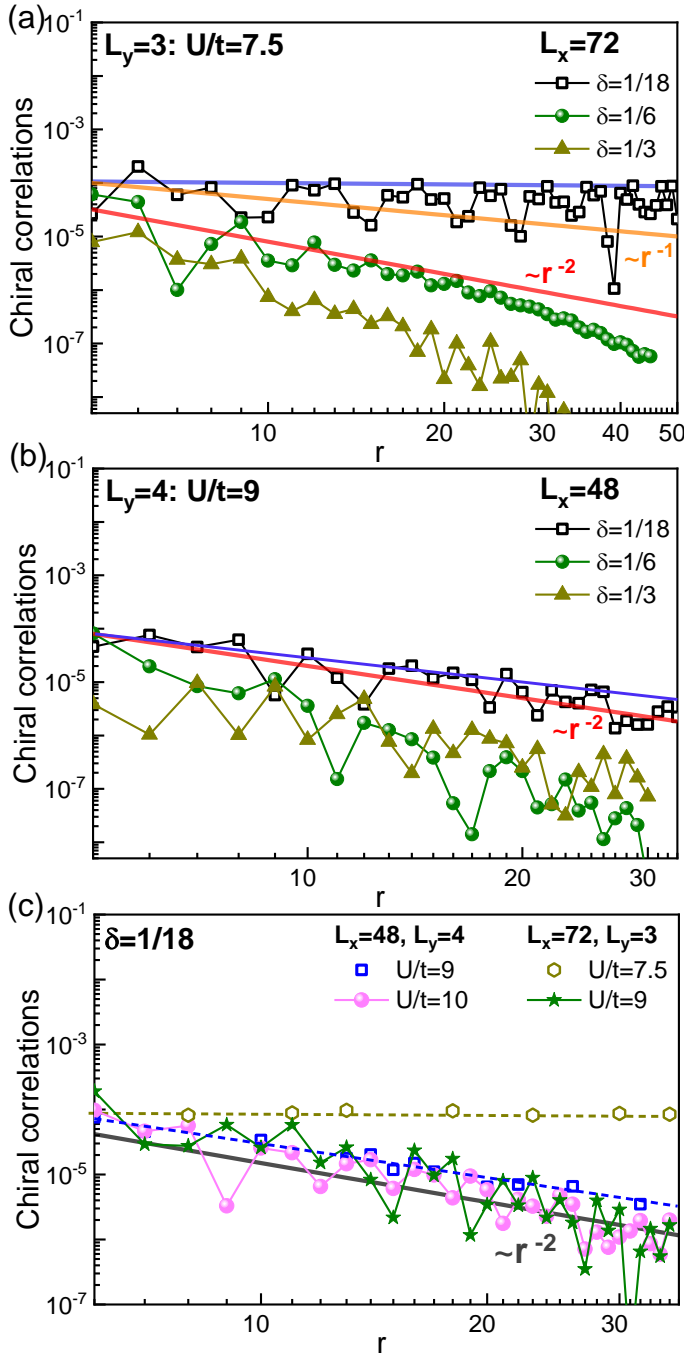 (a)
L_y=3: U/t=7.5
L_x=72
δ=1/18
δ=1/6
δ=1/3
10^-1
10^-3
10^-5
10^-7
Chiral correlations
~r^-1
~r^-2
10
20
30
40
50
r
(b)
L_y=4: U/t=9
L_x=48
δ=1/18
δ=1/6
δ=1/3
10^-1
10^-3
10^-5
10^-7
Chiral correlations
~r^-2
10
20
30
r
(c)
δ=1/18
L_x=48, L_y=4
L_x=72, L_y=3
U/t=9
U/t=7.5
U/t=10
U/t=9
10^-1
10^-3
10^-5
10^-7
Chiral correlations
~r^-2
10
20
30
r